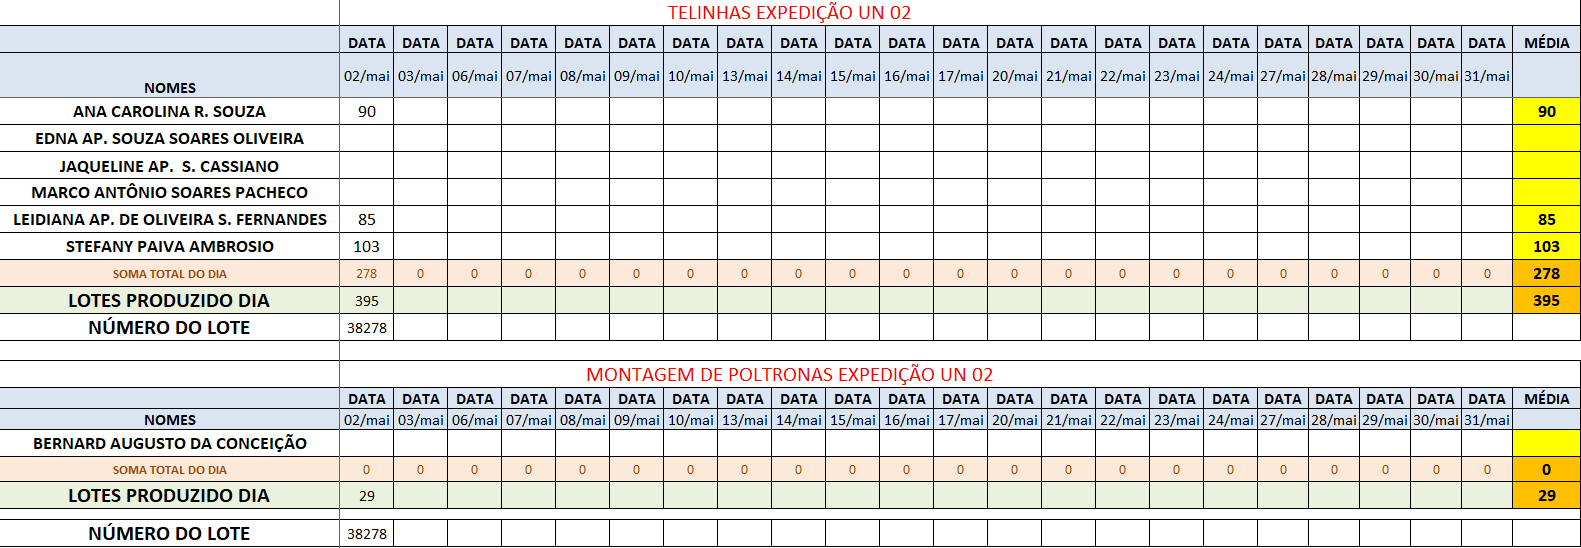 TELINHAS EXPEDIÇÃO UN 02
DATA DATA DATA DATA DATA DATA DATA DATA DATA DATA DATA DATA DATA DATA DATA DATA DATA DATA DATA DATA DATA DATA MÉDIA
NOMES 02/mai 03/mai 06/mai 07/mai 08/mai 09/mai 10/mai 13/mai 14/mai 15/mai 16/mai 17/mai 20/mai 21/mai 22/mai 23/mai 24/mai 27/mai 28/mai 29/mai 30/mai 31/mai
ANA CAROLINA R. SOUZA 90 90
EDNA AP. SOUZA SOARES OLIVEIRA
JAQUELINE AP. S. CASSIANO
MARCO ANTÔNIO SOARES PACHECO
LEIDIANA AP. DE OLIVEIRA S. FERNANDES 85 85
STEFANY PAIVA AMBROSIO 103 103
SOMA TOTAL DO DIA 278 0 0 0 0 0 0 0 0 0 0 0 0 0 0 0 0 0 0 0 0 0 278
LOTES PRODUZIDO DIA 395 395
NÚMERO DO LOTE 38278
MONTAGEM DE POLTRONAS EXPEDIÇÃO UN 02
DATA DATA DATA DATA DATA DATA DATA DATA DATA DATA DATA DATA DATA DATA DATA DATA DATA DATA DATA DATA DATA DATA MÉDIA
NOMES 02/mai 03/mai 06/mai 07/mai 08/mai 09/mai 10/mai 13/mai 14/mai 15/mai 16/mai 17/mai 20/mai 21/mai 22/mai 23/mai 24/mai 27/mai 28/mai 29/mai 30/mai 31/mai
BERNARD AUGUSTO DA CONCEIÇÃO
SOMA TOTAL DO DIA 0 0 0 0 0 0 0 0 0 0 0 0 0 0 0 0 0 0 0 0 0 0 0
LOTES PRODUZIDO DIA 29 29
NÚMERO DO LOTE 38278